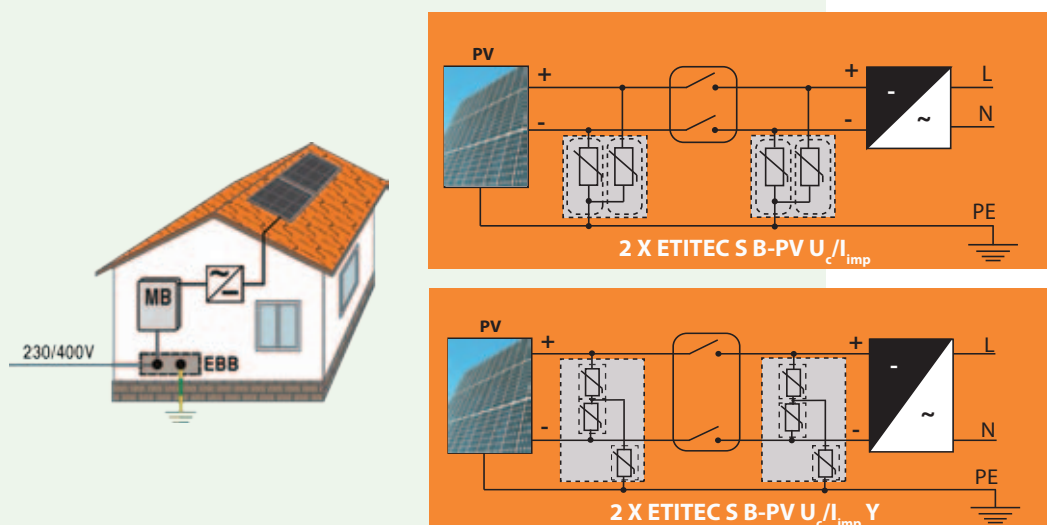 MB
230/400V
EBB
PV
+
-
+
-
-
~
L
N
PE
2 X ETITEC S B-PV Uc/Iimp
PV
+
-
+
-
-
~
L
N
PE
2 X ETITEC S B-PV Uc/Iimp Y